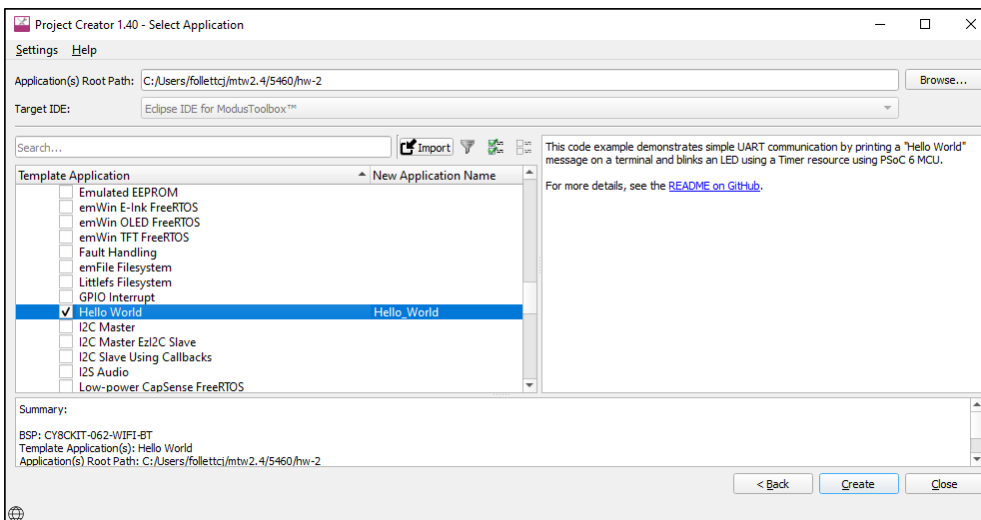 Project Creator 1.40 - Select Application
Settings Help
Application(s) Root Path: C:/Users/follettcj/mtw2.4/5460/hw-2 Browse...
Target IDE: Eclipse IDE for ModusToolbox™
Search... Import
Template Application New Application Name
Emulated EEPROM
emWin E-Ink FreeRTOS
emWin OLED FreeRTOS
emWin TFT FreeRTOS
Fault Handling
emFile Filesystem
Littlefs Filesystem
GPIO Interrupt
Hello World Hello_World
I2C Master
I2C Master EzI2C Slave
I2C Slave Using Callbacks
I2S Audio
Low-power CapSense FreeRTOS
This code example demonstrates simple UART communication by printing a "Hello World"
message on a terminal and blinks an LED using a Timer resource using PSoC 6 MCU.
For more details, see the README on GitHub.
Summary:
BSP: CY8CKIT-062-WIFI-BT
Template Application(s): Hello World
Application(s) Root Path: C:/Users/follettcj/mtw2.4/5460/hw-2
< Back Create Close